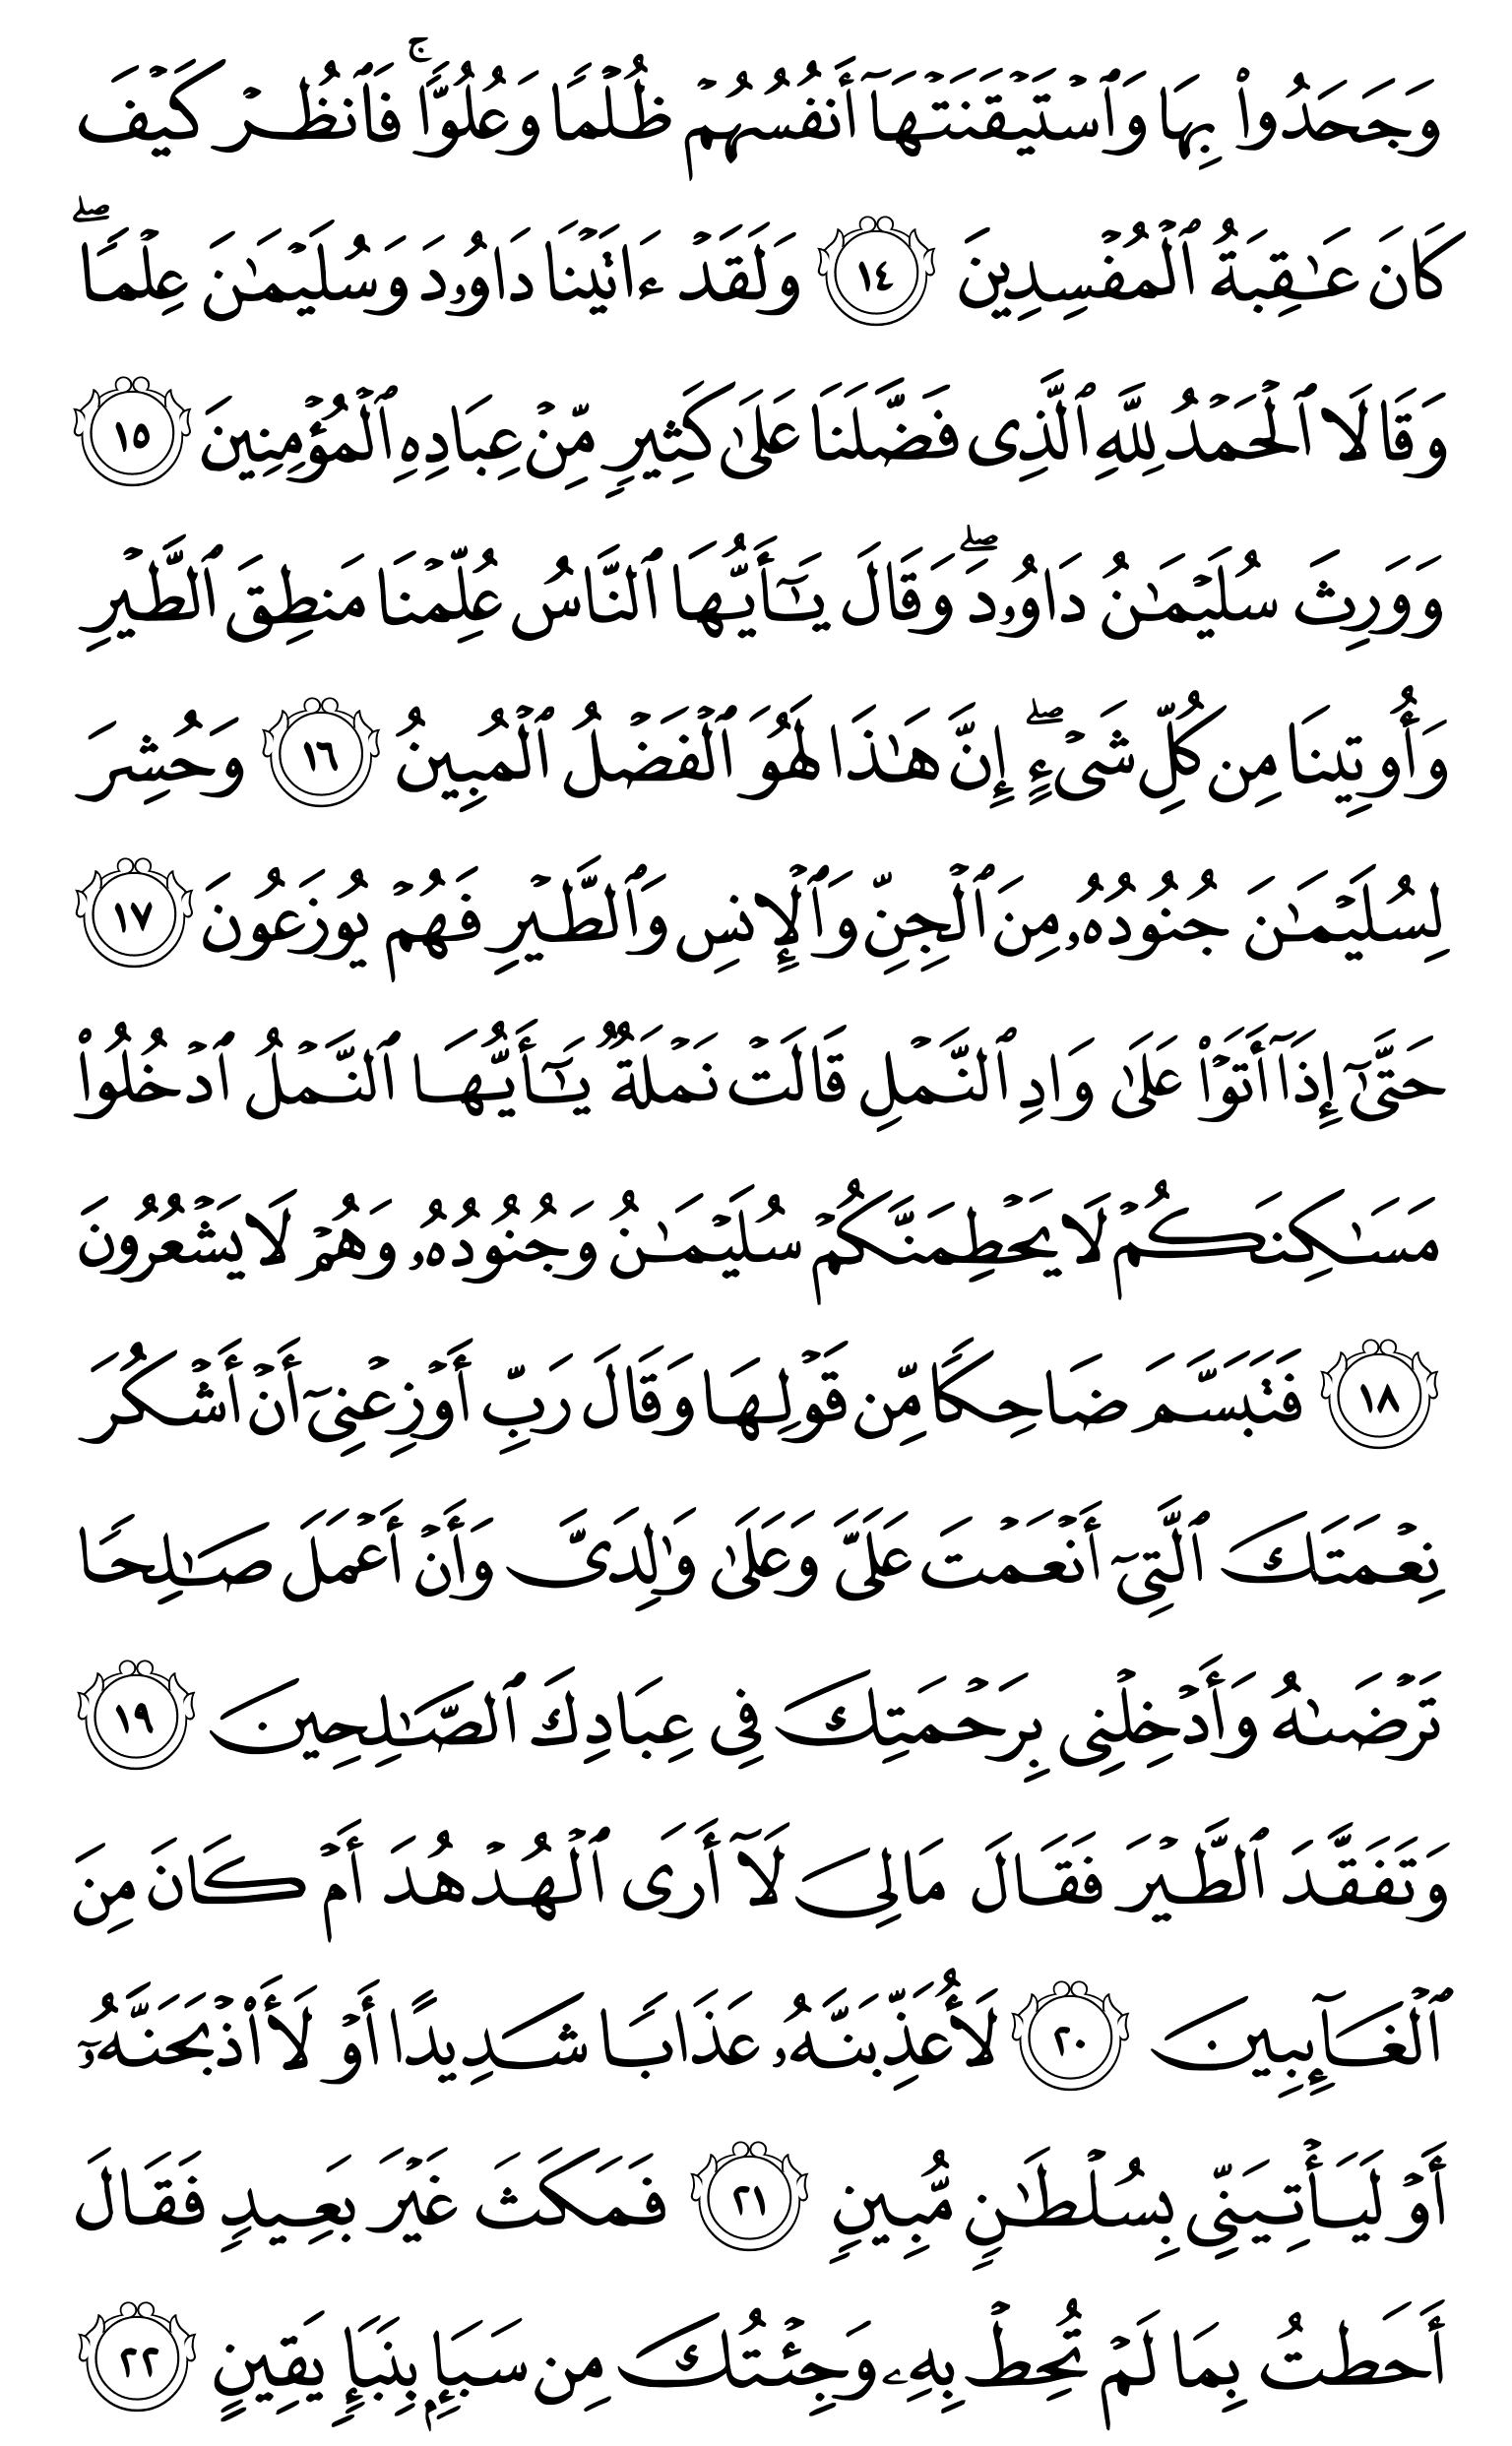 وَجَحَدُوا۟ بِهَا وَٱسْتَيْقَنَتْهَآ أَنفُسُهُمْ ظُلْمًا وَعُلُوًّا ۚ فَٱنظُرْ كَيْفَ
كَانَ عَـٰقِبَةُ ٱلْمُفْسِدِينَ ١٤ وَلَقَدْ ءَاتَيْنَا دَاوُۥدَ وَسُلَيْمَـٰنَ عِلْمًا ۖ
وَقَالَا ٱلْحَمْدُ لِلَّهِ ٱلَّذِى فَضَّلَنَا عَلَىٰ كَثِيرٍ مِّنْ عِبَادِهِ ٱلْمُؤْمِنِينَ ١٥
وَوَرِثَ سُلَيْمَـٰنُ دَاوُۥدَ ۖ وَقَالَ يَـٰٓأَيُّهَا ٱلنَّاسُ عُلِّمْنَا مَنطِقَ ٱلطَّيْرِ
وَأُوتِينَا مِن كُلِّ شَىْءٍ ۖ إِنَّ هَـٰذَا لَهُوَ ٱلْفَضْلُ ٱلْمُبِينُ ١٦ وَحُشِرَ
لِسُلَيْمَـٰنَ جُنُودُهُۥ مِنَ ٱلْجِنِّ وَٱلْإِنسِ وَٱلطَّيْرِ فَهُمْ يُوزَعُونَ ١٧
حَتَّىٰٓ إِذَآ أَتَوْا۟ عَلَىٰ وَادِ ٱلنَّمْلِ قَالَتْ نَمْلَةٌ يَـٰٓأَيُّهَا ٱلنَّمْلُ ٱدْخُلُوا۟
مَسَـٰكِنَكُمْ لَا يَحْطِمَنَّكُمْ سُلَيْمَـٰنُ وَجُنُودُهُۥ وَهُمْ لَا يَشْعُرُونَ
١٨ فَتَبَسَّمَ ضَاحِكًا مِّن قَوْلِهَا وَقَالَ رَبِّ أَوْزِعْنِىٓ أَنْ أَشْكُرَ
نِعْمَتَكَ ٱلَّتِىٓ أَنْعَمْتَ عَلَىَّ وَعَلَىٰ وَٰلِدَىَّ وَأَنْ أَعْمَلَ صَـٰلِحًا
تَرْضَىٰهُ وَأَدْخِلْنِى بِرَحْمَتِكَ فِى عِبَادِكَ ٱلصَّـٰلِحِينَ ١٩
وَتَفَقَّدَ ٱلطَّيْرَ فَقَالَ مَالِىَ لَآ أَرَى ٱلْهُدْهُدَ أَمْ كَانَ مِنَ
ٱلْغَآئِبِينَ ٢٠ لَأُعَذِّبَنَّهُۥ عَذَابًا شَدِيدًا أَوْ لَأَا۟ذْبَحَنَّهُۥٓ
أَوْ لَيَأْتِيَنِّى بِسُلْطَـٰنٍ مُّبِينٍ ٢١ فَمَكَثَ غَيْرَ بَعِيدٍ فَقَالَ
أَحَطتُ بِمَا لَمْ تُحِطْ بِهِۦ وَجِئْتُكَ مِن سَبَإٍۭ بِنَبَإٍ يَقِينٍ ٢٢